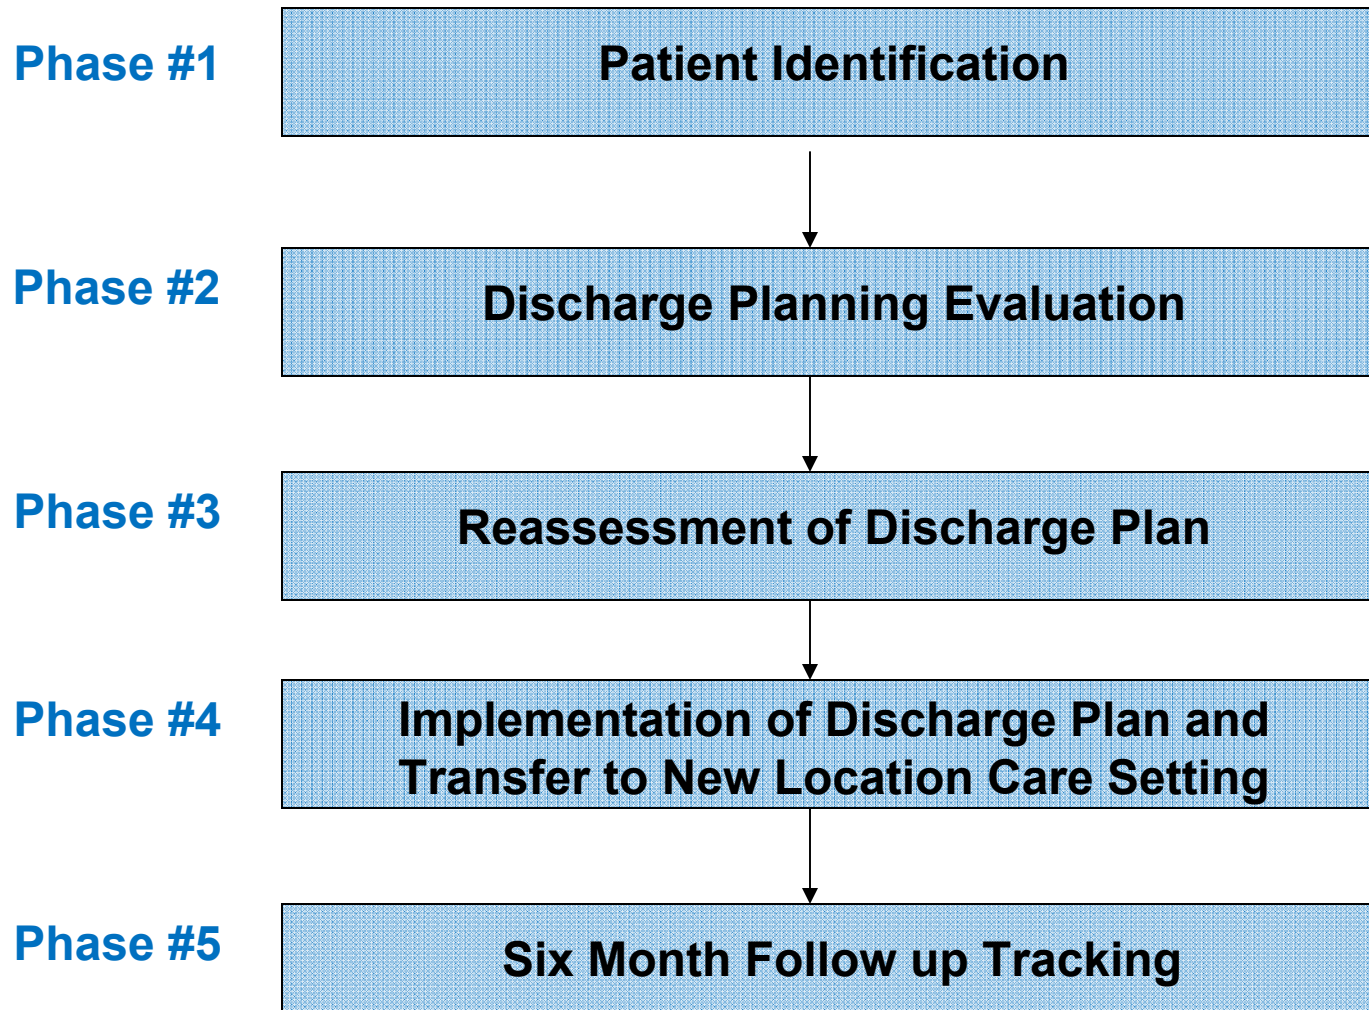 Phase #1
Patient Identification
Phase #2
Discharge Planning Evaluation
Phase #3
Reassessment of Discharge Plan
Phase #4
Implementation of Discharge Plan and
Transfer to New Location Care Setting
Phase #5
Six Month Follow up Tracking